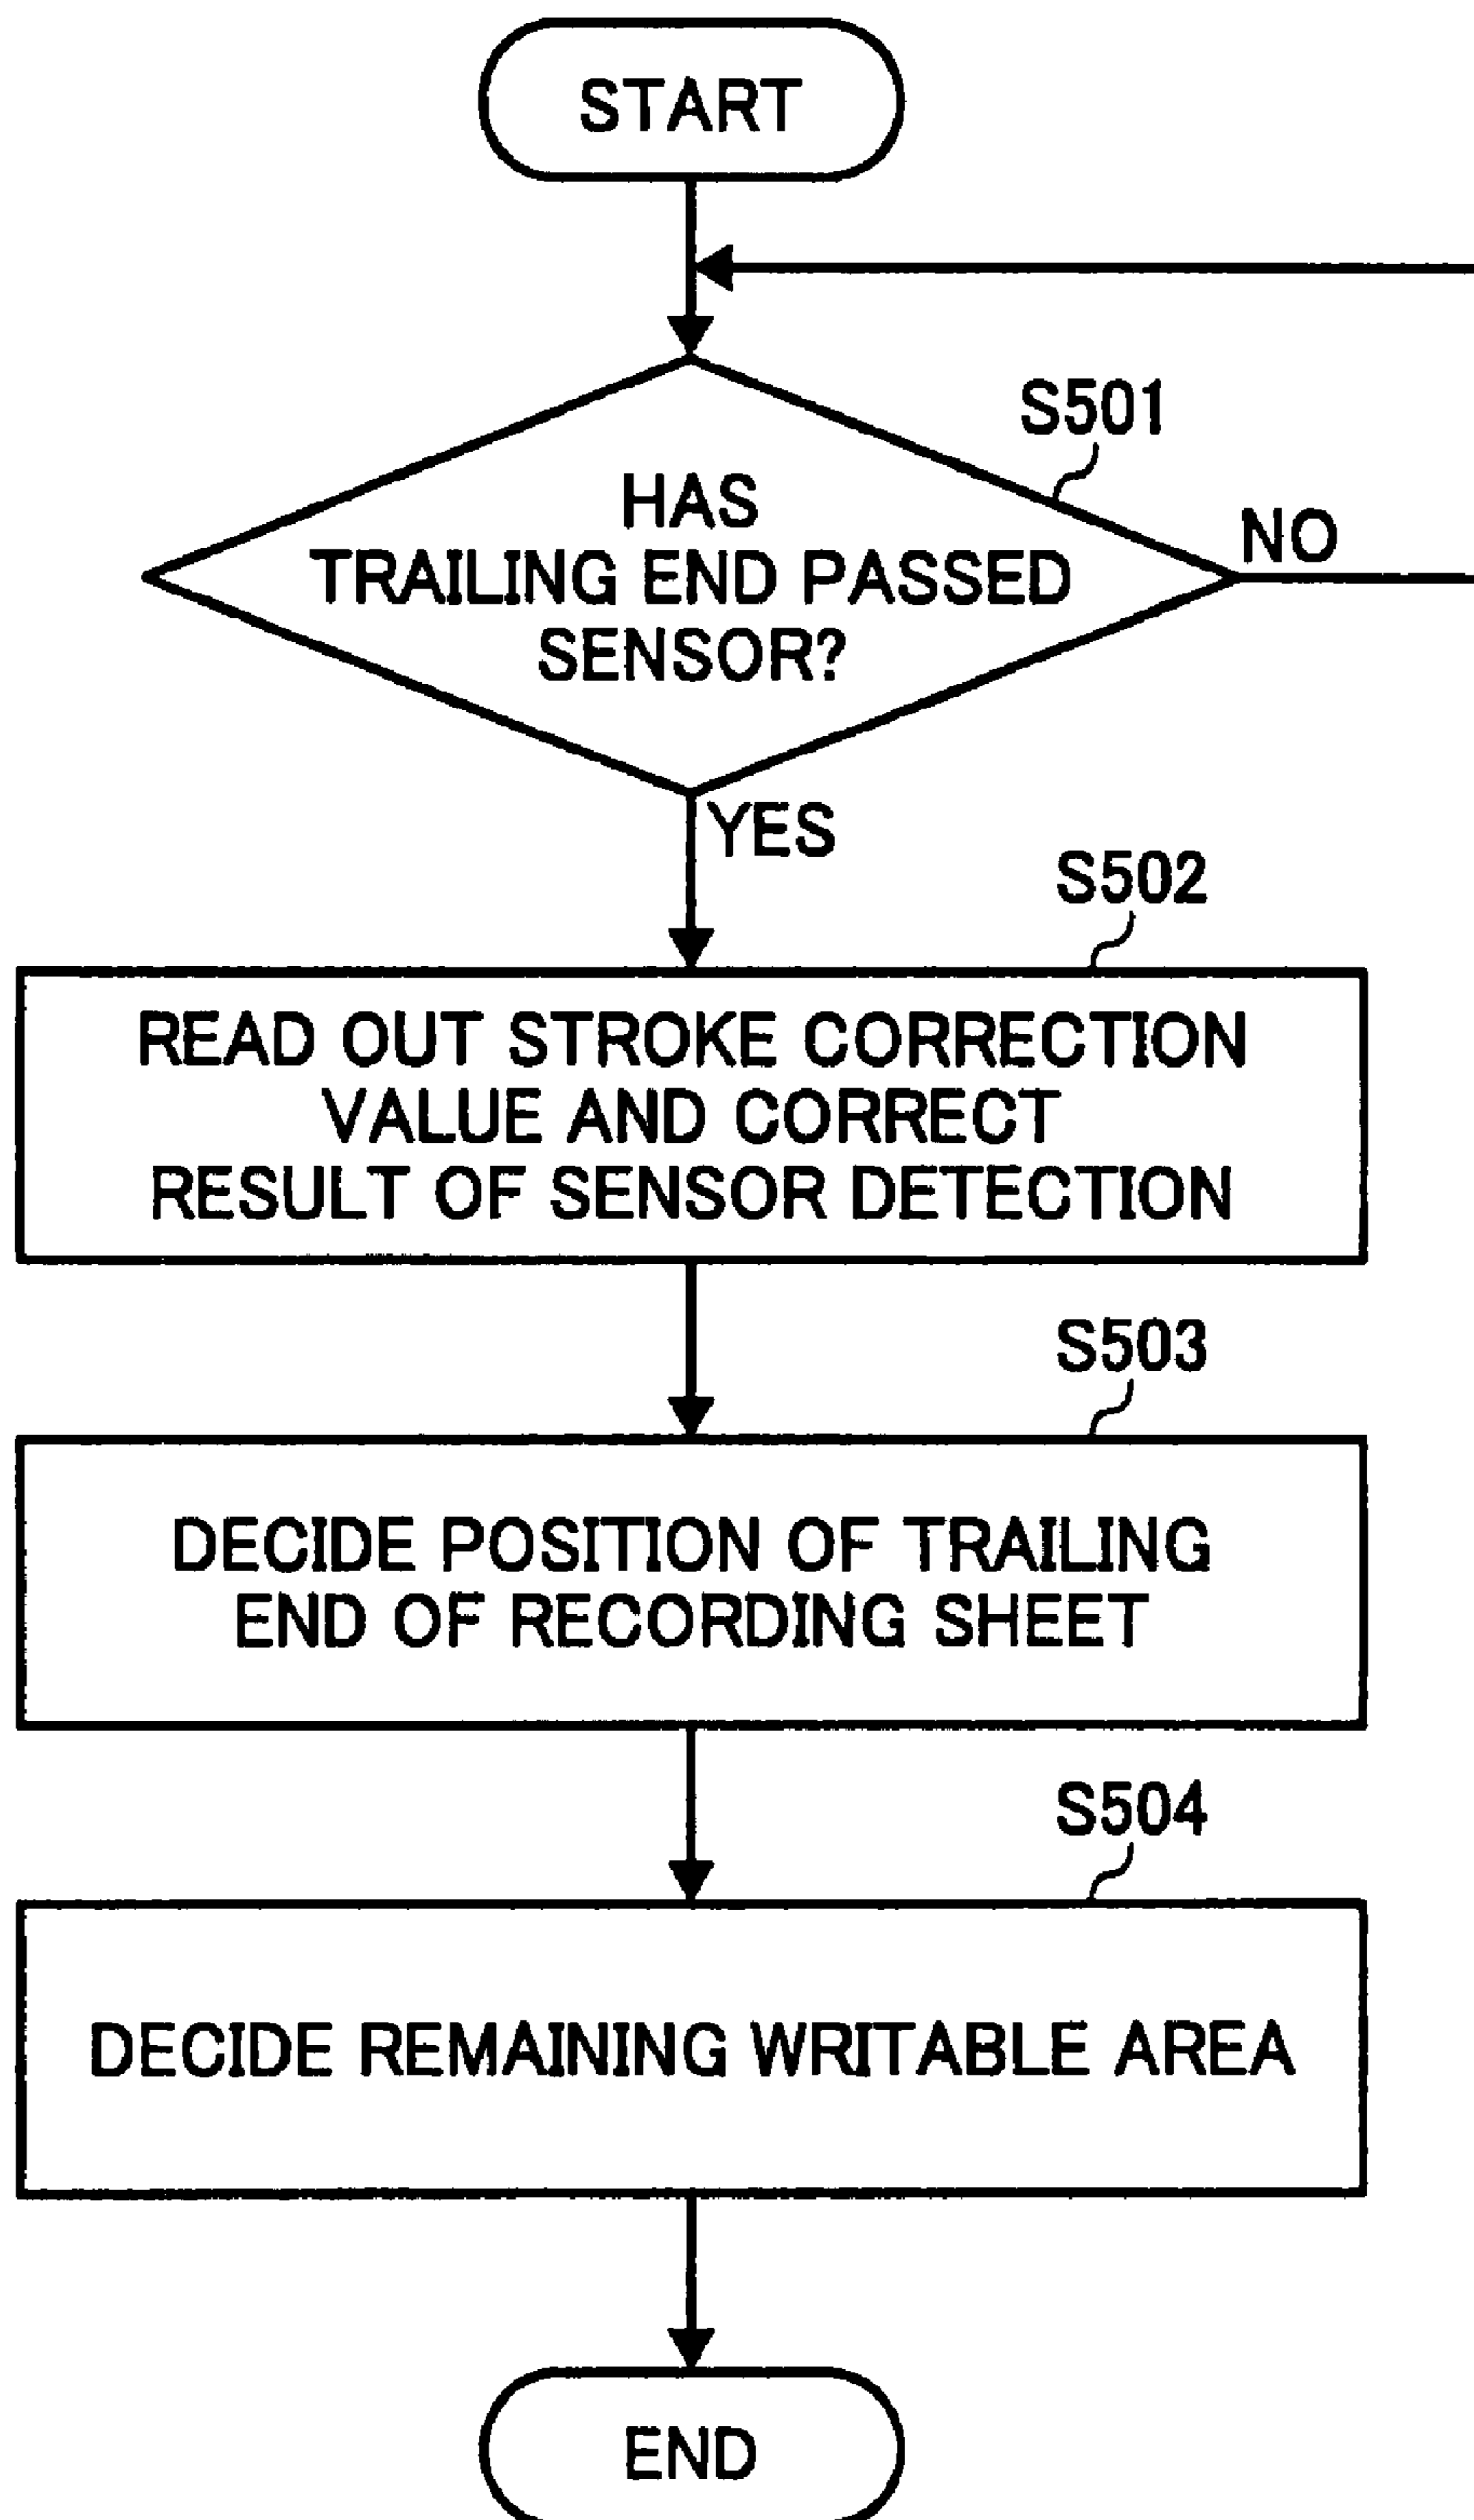 START
S501
HAS
TRAILING END PASSED
SENSOR?
NO
YES
S502
READ OUT STROKE CORRECTION
VALUE AND CORRECT
RESULT OF SENSOR DETECTION
S503
DECIDE POSITION OF TRAILING
END OF RECORDING SHEET
S504
DECIDE REMAINING WRITABLE AREA
END